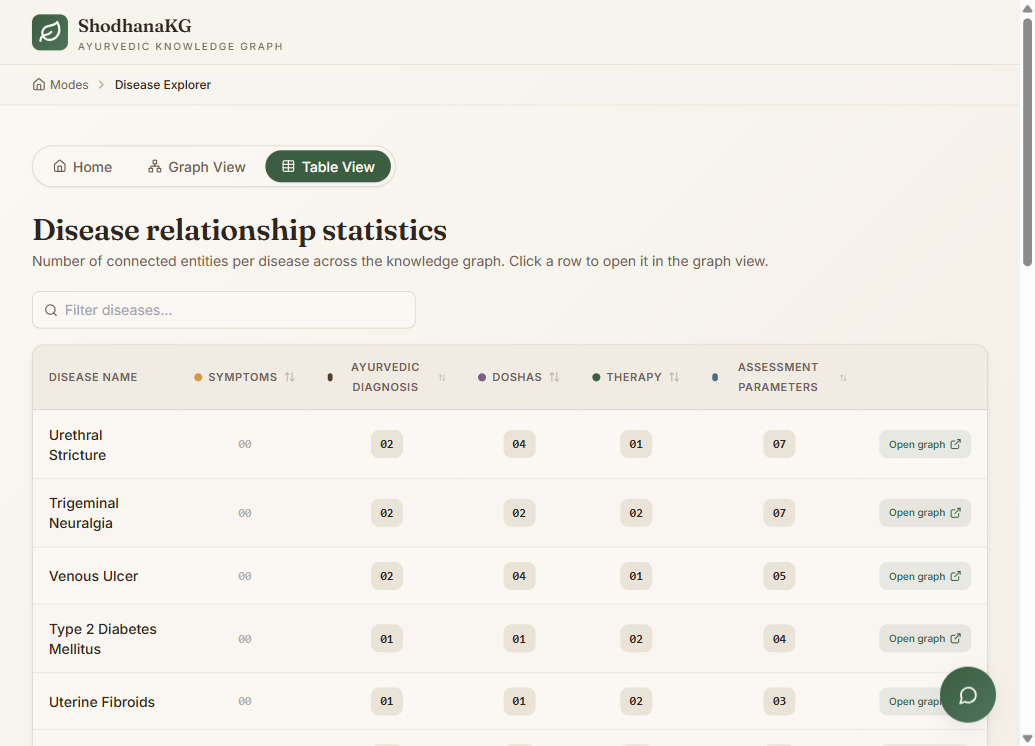 ShodhanaKG
AYURVEDIC KNOWLEDGE GRAPH
Modes > Disease Explorer
Home Graph View Table View
Disease relationship statistics
Number of connected entities per disease across the knowledge graph. Click a row to open it in the graph view.
Filter diseases...
DISEASE NAME SYMPTOMS AYURVEDIC DIAGNOSIS DOSHAS THERAPY ASSESSMENT PARAMETERS
Urethral Stricture 00 02 04 01 07 Open graph
Trigeminal Neuralgia 00 02 02 02 07 Open graph
Venous Ulcer 00 02 04 01 05 Open graph
Type 2 Diabetes Mellitus 00 01 01 02 04 Open graph
Uterine Fibroids 00 01 01 02 03 Open